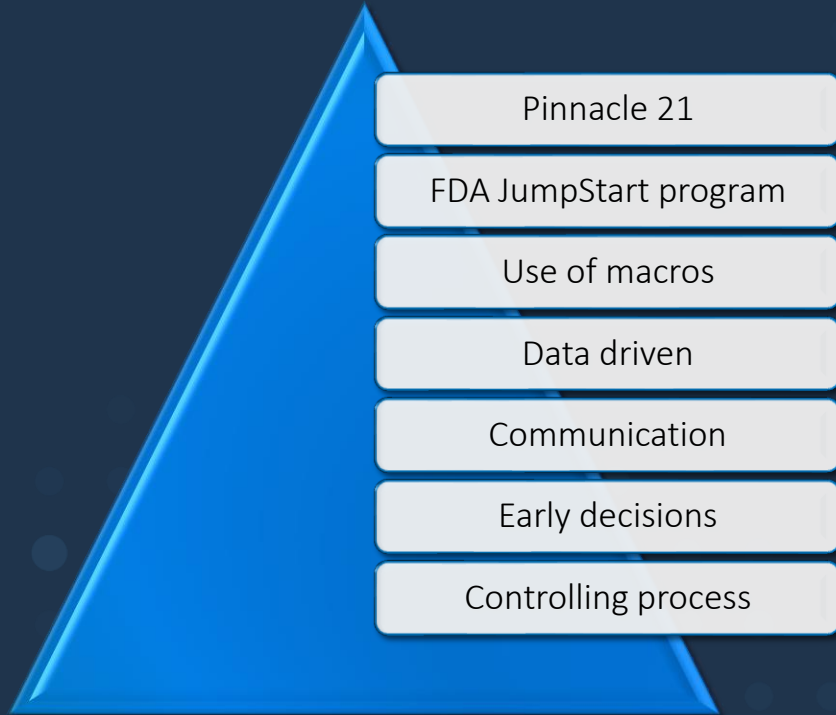 Pinnacle 21
FDA JumpStart program
Use of macros
Data driven
Communication
Early decisions
Controlling process